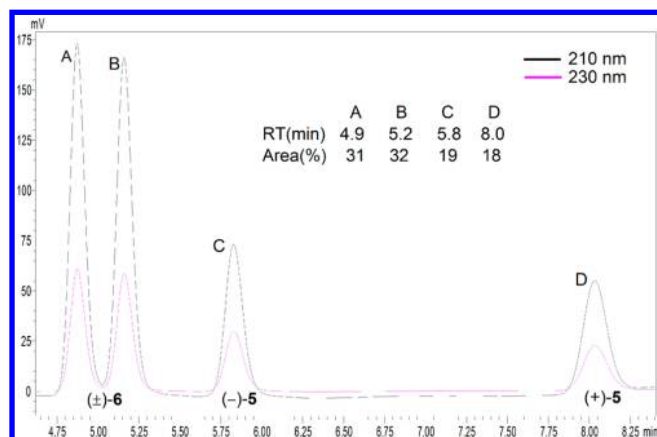 mV
175
150
125
100
75
50
25
0
A
B
C
D
210 nm
230 nm
A B C D
RT(min) 4.9 5.2 5.8 8.0
Area(%) 31 32 19 18
(±)-6 (−)-5 (+)-5
4.75 5.00 5.25 5.50 5.75 6.00 6.25 6.50 6.75 7.00 7.25 7.50 7.75 8.00 8.25 min